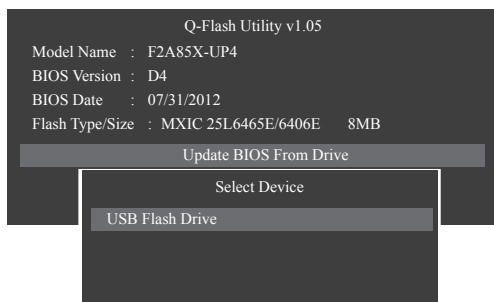 Q-Flash Utility v1.05
Model Name : F2A85X-UP4
BIOS Version : D4
BIOS Date : 07/31/2012
Flash Type/Size : MXIC 25L6465E/6406E 8MB
Update BIOS From Drive
Select Device
USB Flash Drive